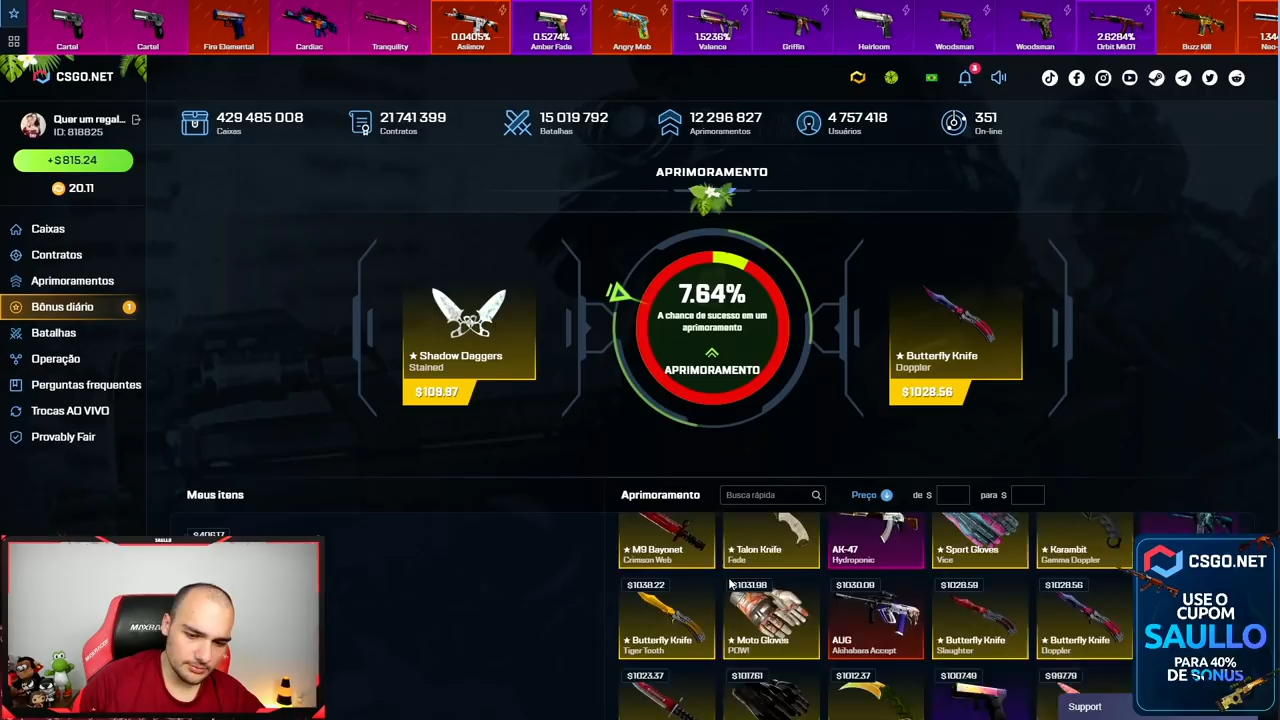 Cartel
Cartel
Fire Elemental
Cardiac
Tranquility
0.0405%
Asiimov
0.5274%
Amber Fade
Angry Mob
1.5236%
Valence
Griffin
Heirloom
Woodsman
Woodsman
2.6284%
Orbit Mk01
Buzz Kill
CSGO.NET
3
Quer um regal...
ID: 818825
+$815.24
20.11
429 485 008
Caixas
21 741 399
Contratos
15 019 792
Batalhas
12 296 827
Aprimoramentos
4 757 418
Usuários
351
On-line
Caixas
Contratos
Aprimoramentos
Bônus diário
1
Batalhas
Operação
Perguntas frequentes
Trocas AO VIVO
Provably Fair
APRIMORAMENTO
★ Shadow Daggers
Stained
$109.97
7.64%
A chance de sucesso em um
aprimoramento
APRIMORAMENTO
★ Butterfly Knife
Doppler
$1028.56
Meus itens
Aprimoramento
Busca rápida
Preço
de $
para $
★ M9 Bayonet
Crimson Web
★ Talon Knife
Fade
AK-47
Hydroponic
★ Sport Gloves
Vice
★ Karambit
Gamma Doppler
$1038.22
★ Butterfly Knife
Tiger Tooth
$1031.98
★ Moto Gloves
POW!
$1030.09
AUG
Akihabara Accept
$1028.59
★ Butterfly Knife
Slaughter
$1028.56
★ Butterfly Knife
Doppler
$1023.37
$1017.61
$1012.37
$1007.49
$997.79
SAULLO
MAXRACER
CSGO.NET
USE O
CUPOM
SAULLO
PARA 40%
DE BONUS
Support